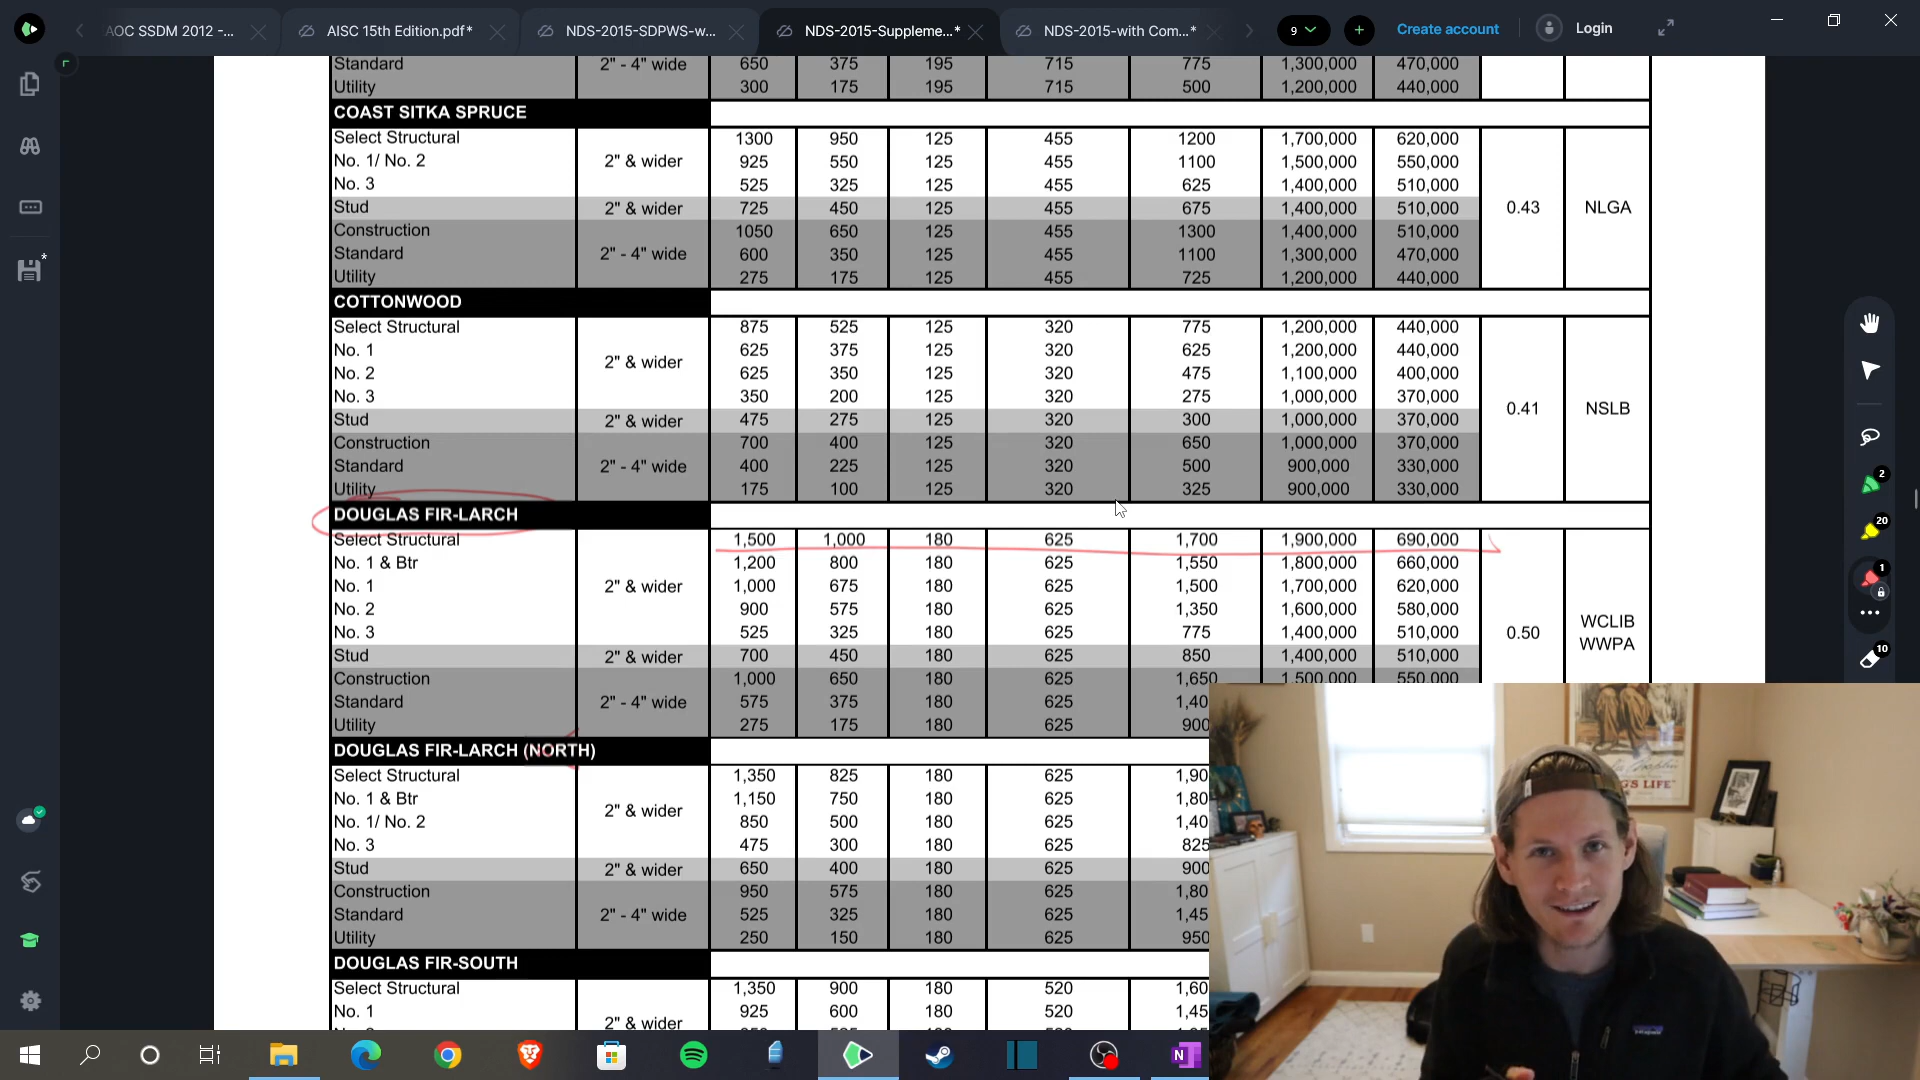 AOC SSDM 2012 -...
AISC 15th Edition.pdf*
NDS-2015-SDPWS-w...
NDS-2015-Suppleme...*
NDS-2015-with Com...*
9
Create account
Login
Standard 2" - 4" wide 650 375 195 715 775 1,300,000 470,000
Utility 300 175 195 715 500 1,200,000 440,000
COAST SITKA SPRUCE
Select Structural 1300 950 125 455 1200 1,700,000 620,000
No. 1/ No. 2 2" & wider 925 550 125 455 1100 1,500,000 550,000
No. 3 525 325 125 455 625 1,400,000 510,000
Stud 2" & wider 725 450 125 455 675 1,400,000 510,000 0.43 NLGA
Construction 1050 650 125 455 1300 1,400,000 510,000
Standard 2" - 4" wide 600 350 125 455 1100 1,300,000 470,000
Utility 275 175 125 455 725 1,200,000 440,000
COTTONWOOD
Select Structural 875 525 125 320 775 1,200,000 440,000
No. 1 2" & wider 625 375 125 320 625 1,200,000 440,000
No. 2 625 350 125 320 475 1,100,000 400,000
No. 3 350 200 125 320 275 1,000,000 370,000
Stud 2" & wider 475 275 125 320 300 1,000,000 370,000 0.41 NSLB
Construction 700 400 125 320 650 1,000,000 370,000
Standard 2" - 4" wide 400 225 125 320 500 900,000 330,000
Utility 175 100 125 320 325 900,000 330,000
DOUGLAS FIR-LARCH
Select Structural 1,500 1,000 180 625 1,700 1,900,000 690,000
No. 1 & Btr 1,200 800 180 625 1,550 1,800,000 660,000
No. 1 2" & wider 1,000 675 180 625 1,500 1,700,000 620,000
No. 2 900 575 180 625 1,350 1,600,000 580,000
No. 3 525 325 180 625 775 1,400,000 510,000 0.50 WCLIB WWPA
Stud 2" & wider 700 450 180 625 850 1,400,000 510,000
Construction 1,000 650 180 625 1,650 1,500,000 550,000
Standard 2" - 4" wide 575 375 180 625 1,40
Utility 275 175 180 625 900
DOUGLAS FIR-LARCH (NORTH)
Select Structural 1,350 825 180 625 1,90
No. 1 & Btr 2" & wider 1,150 750 180 625 1,80
No. 1/ No. 2 850 500 180 625 1,40
No. 3 475 300 180 625 825
Stud 2" & wider 650 400 180 625 900
Construction 950 575 180 625 1,80
Standard 2" - 4" wide 525 325 180 625 1,45
Utility 250 150 180 625 950
DOUGLAS FIR-SOUTH
Select Structural 1,350 900 180 520 1,60
No. 1 2" & wider 925 600 180 520 1,45
2
20
1
10
GS LIFE"
N